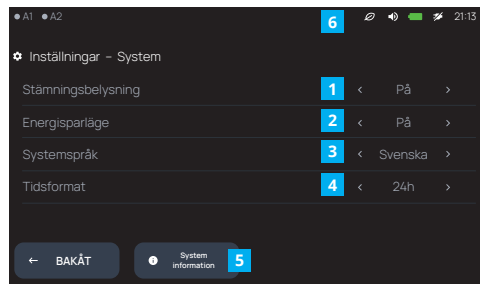 A1 A2 6 21:13
Inställningar – System
Stämningsbelysning 1 < På >
Energisparläge 2 < På >
Systemspråk 3 < Svenska >
Tidsformat 4 < 24h >
← BAKÅT
System
information 5